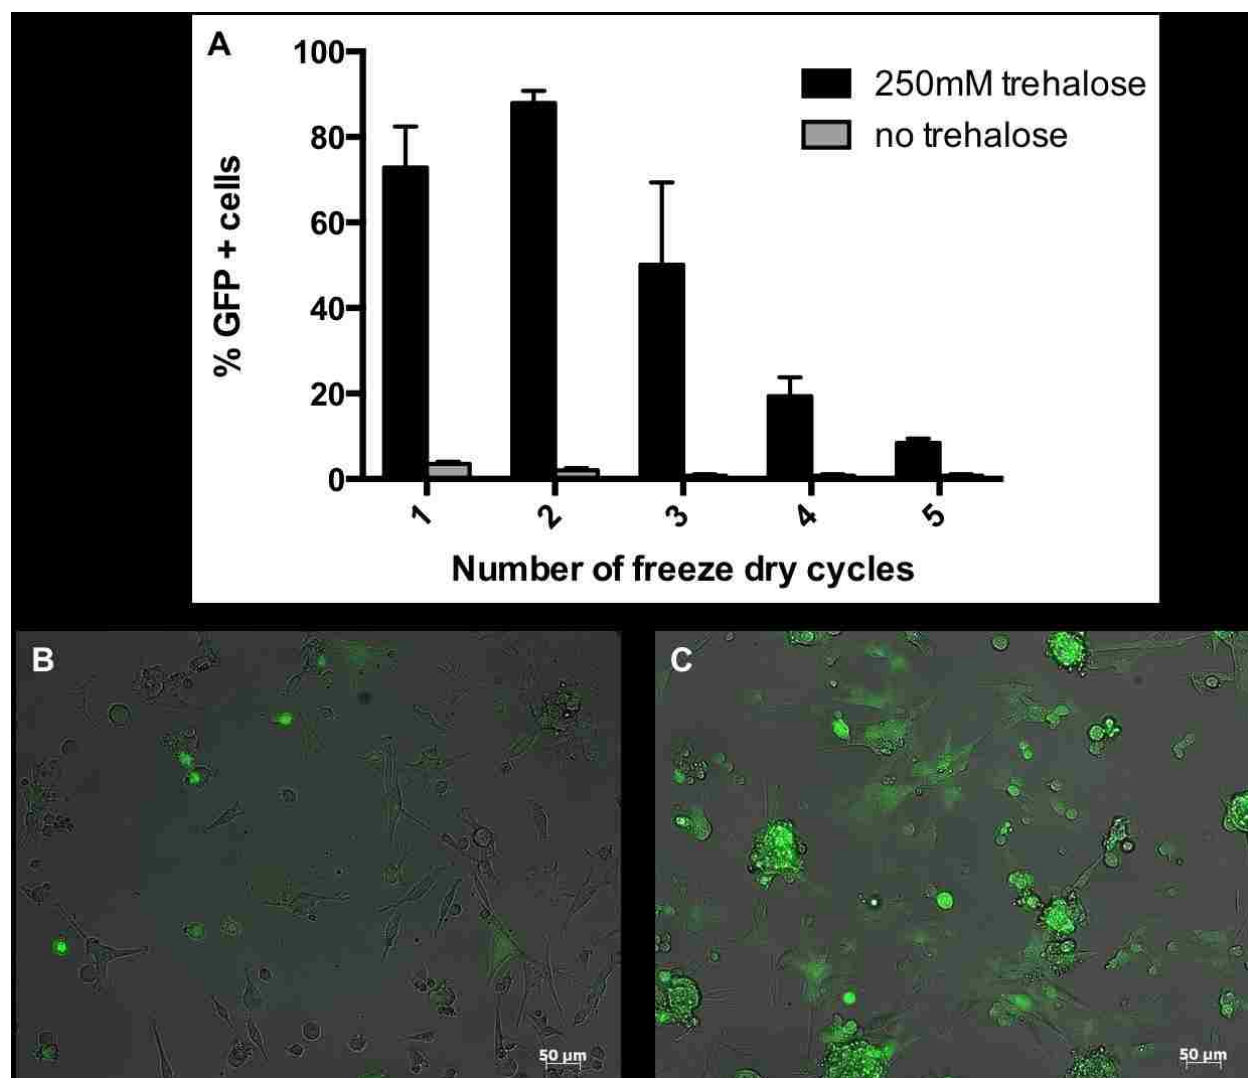 A
100
80
60
40
20
0
% GFP + cells
250mM trehalose
no trehalose
1
2
3
4
5
Number of freeze dry cycles
B
50 µm
C
50 µm